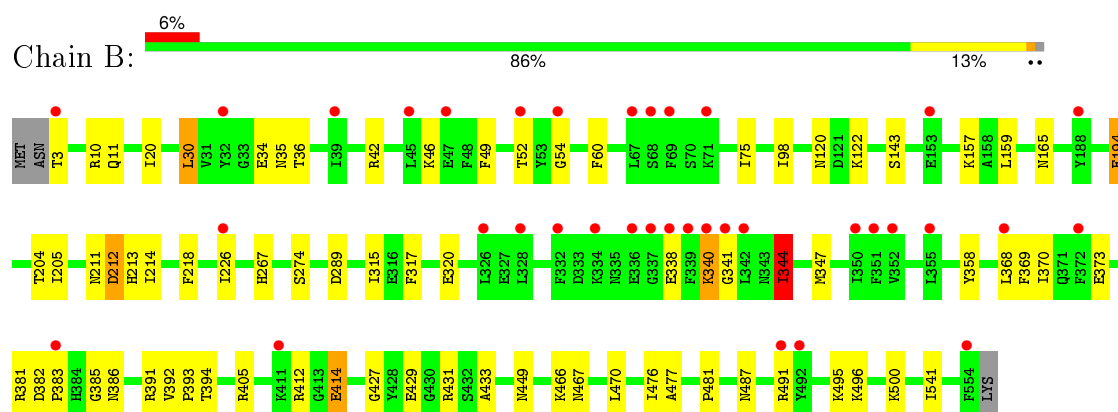 6%
Chain B:
86% 13% ••
MET ASN T3 R10 Q11 I20 L30 V31 Y32 G33 E34 N35 T36 I39 R42 L45 K46 E47 F48 F49 T52 Y53 G54 F60 L67 S68 F69 S70 K71 I75 I98 N120 D121 K122 S143 E153 K157 A158 L159 N165 Y188 E194
T204 I205 N211 D212 H213 I214 F218 I226 H267 S274 D289 I315 E316 F317 E320 L326 E327 L328 F332 D333 K334 N335 E336 G337 E338 F339 K340 G341 L342 N343 I344 M347 I350 F351 V352 L355 Y358 L368 F369 I370 Q371 F372 E373
R381 D382 P383 H384 G385 N386 R391 V392 P393 T394 R405 K411 R412 G413 E414 G427 Y428 E429 G430 R431 S432 A433 N449 K466 N467 L470 I476 A477 P481 N487 R491 Y492 K495 K496 K500 I541 F554 LYS